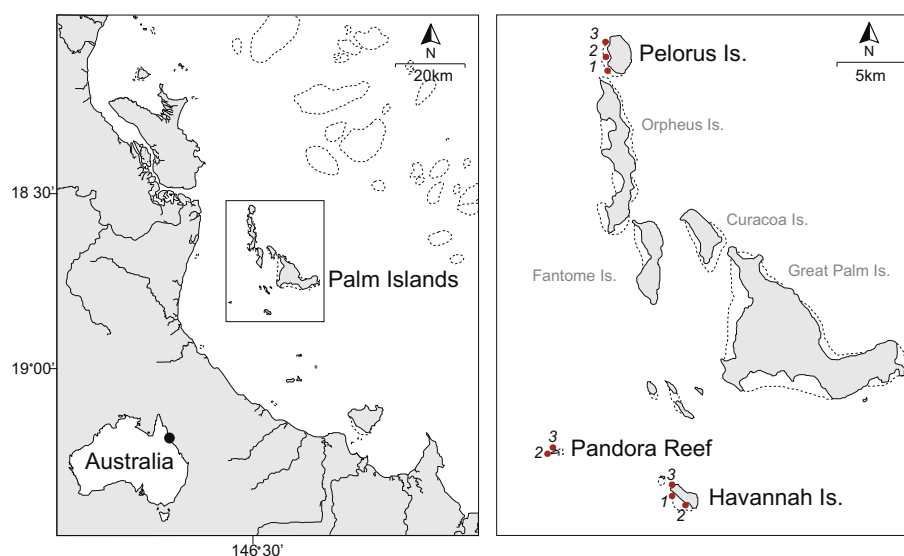 N
20km
18°30'
Palm Islands
19°00'
Australia
146°30'
N
5km
3
2
1
Pelorus Is.
Orpheus Is.
Curacoa Is.
Fantome Is.
Great Palm Is.
3
2
Pandora Reef
3
1
2
Havannah Is.